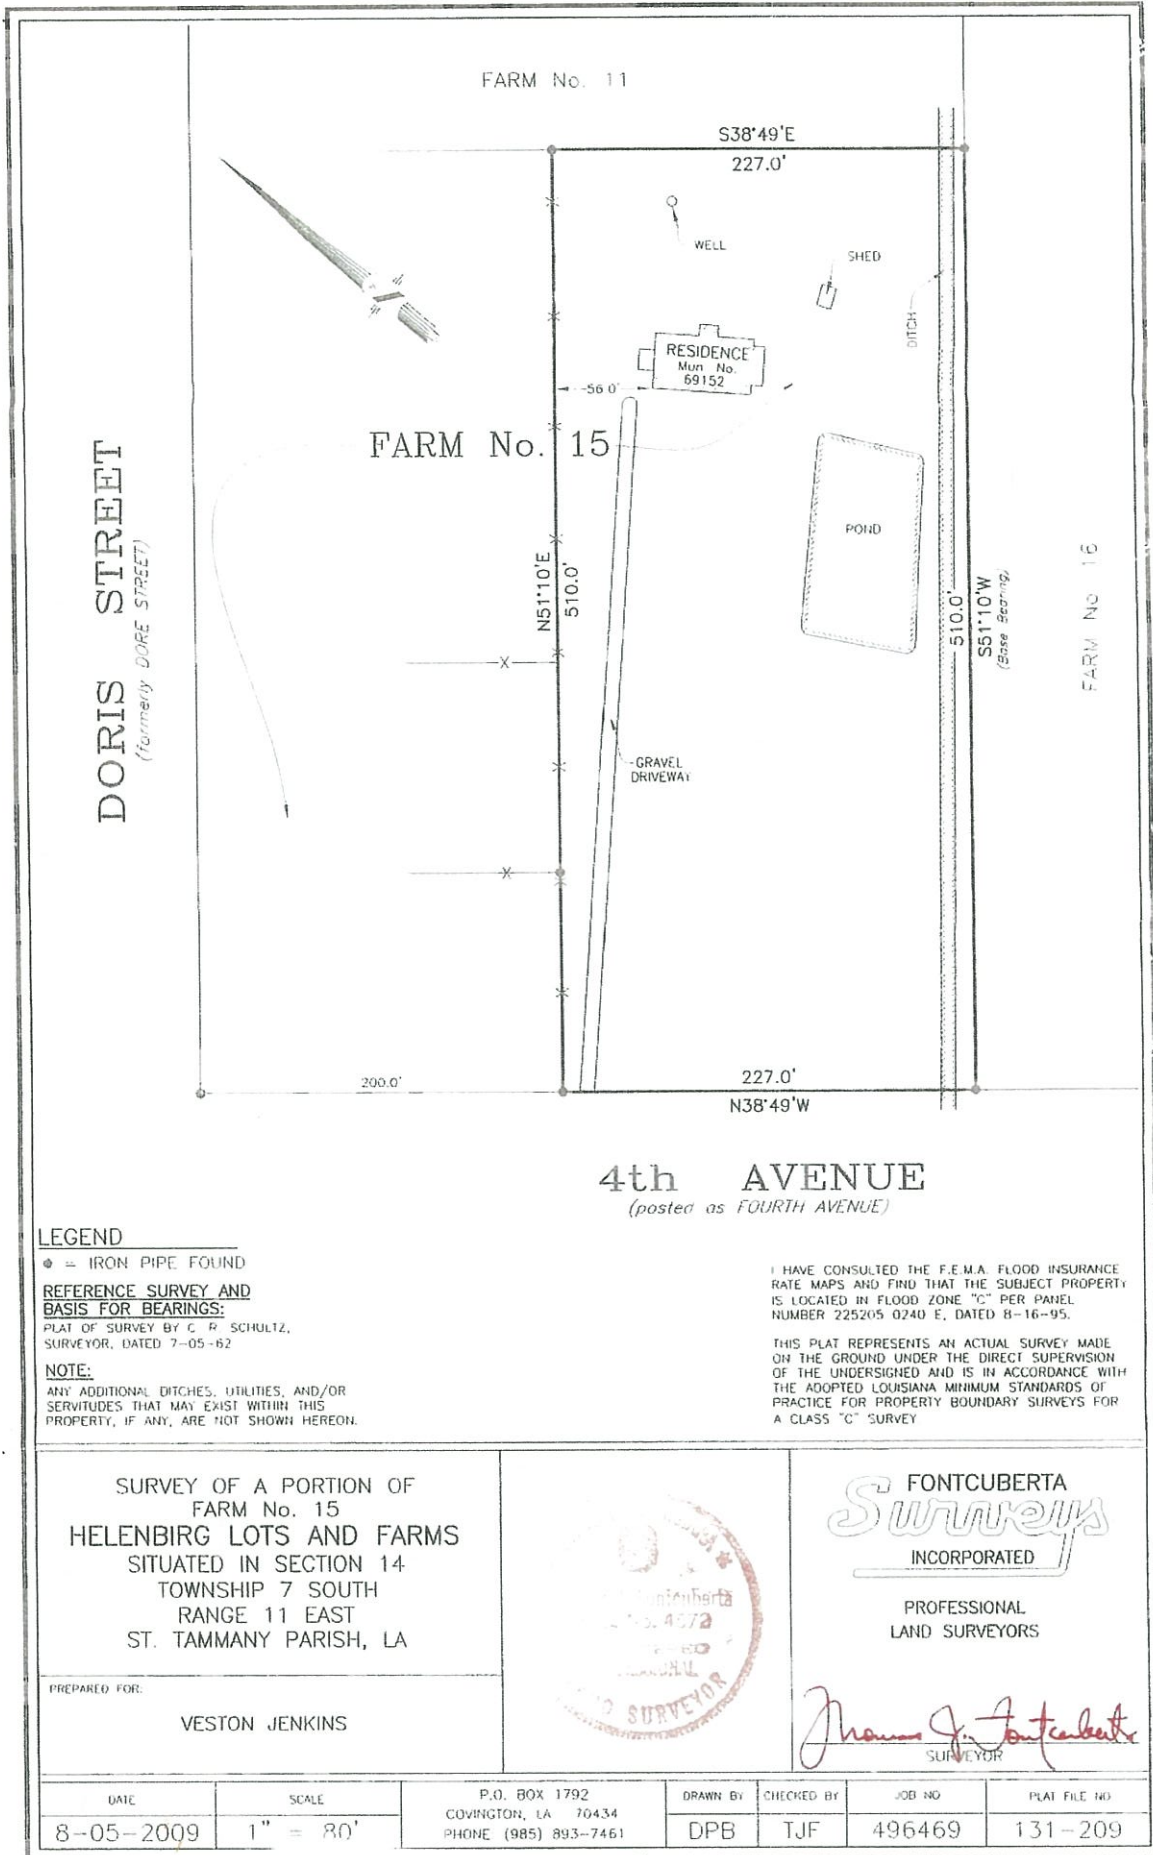 FARM No. 11
S38°49'E
227.0'
WELL
SHED
DITCH
RESIDENCE
Mun No.
69152
56.0'
FARM No. 15
POND
DORIS STREET
(formerly DORE STREET)
N51°10'E
510.0'
510.0'
S51°10'W
(Base Bearing)
FARM No 16
GRAVEL
DRIVEWAY
200.0'
227.0'
N38°49'W
4th AVENUE
(posted as FOURTH AVENUE)
LEGEND
= IRON PIPE FOUND
REFERENCE SURVEY AND
BASIS FOR BEARINGS:
PLAT OF SURVEY BY C. R. SCHULTZ,
SURVEYOR, DATED 7-05-62
NOTE:
ANY ADDITIONAL DITCHES, UTILITIES, AND/OR
SERVITUDES THAT MAY EXIST WITHIN THIS
PROPERTY, IF ANY, ARE NOT SHOWN HEREON.
I HAVE CONSULTED THE F.E.M.A. FLOOD INSURANCE
RATE MAPS AND FIND THAT THE SUBJECT PROPERTY
IS LOCATED IN FLOOD ZONE "C" PER PANEL
NUMBER 225205 0240 E, DATED 8-16-95.
THIS PLAT REPRESENTS AN ACTUAL SURVEY MADE
ON THE GROUND UNDER THE DIRECT SUPERVISION
OF THE UNDERSIGNED AND IS IN ACCORDANCE WITH
THE ADOPTED LOUISIANA MINIMUM STANDARDS OF
PRACTICE FOR PROPERTY BOUNDARY SURVEYS FOR
A CLASS "C" SURVEY
SURVEY OF A PORTION OF
FARM No. 15
HELENBIRG LOTS AND FARMS
SITUATED IN SECTION 14
TOWNSHIP 7 SOUTH
RANGE 11 EAST
ST. TAMMANY PARISH, LA
PREPARED FOR:
VESTON JENKINS
SURVEYOR
FONTCUBERTA
Surveys
INCORPORATED
PROFESSIONAL
LAND SURVEYORS
Thomas J. Fontcuberta
SURVEYOR
DATE
8-05-2009
SCALE
1" = 80'
P.O. BOX 1792
COVINGTON, LA 70434
PHONE (985) 893-7461
DRAWN BY
DPB
CHECKED BY
TJF
JOB NO
496469
PLAT FILE NO
131-209